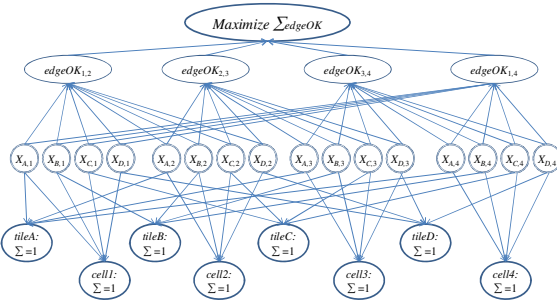 Maximize ∑edgeOK
edgeOK1,2 edgeOK2,3 edgeOK3,4 edgeOK1,4
XA,1 XB,1 XC,1 XD,1 XA,2 XB,2 XC,2 XD,2 XA,3 XB,3 XC,3 XD,3 XA,4 XB,4 XC,4 XD,4
tileA: tileB: tileC: tileD:
∑ =1 ∑ =1 ∑ =1 ∑ =1
cell1: cell2: cell3: cell4:
∑ =1 ∑ =1 ∑ =1 ∑ =1